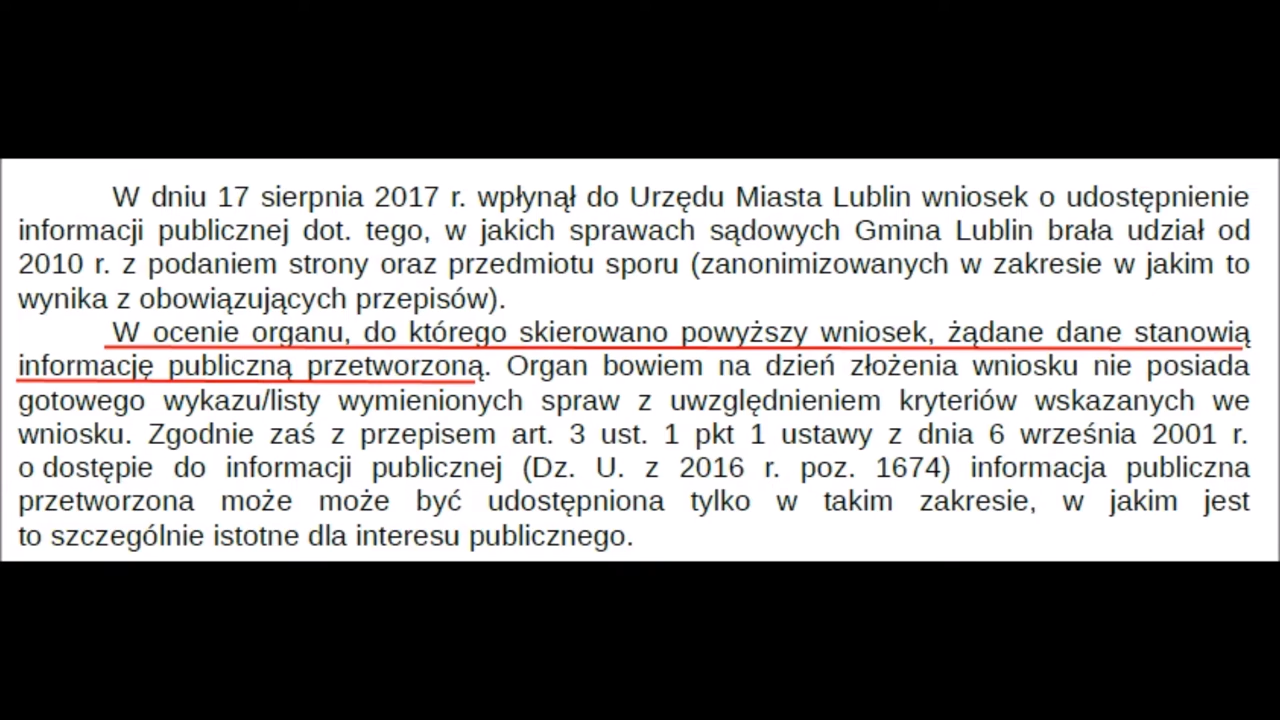 W dniu 17 sierpnia 2017 r. wpłynął do Urzędu Miasta Lublin wniosek o udostępnienie
informacji publicznej dot. tego, w jakich sprawach sądowych Gmina Lublin brała udział od
2010 r. z podaniem strony oraz przedmiotu sporu (zanonimizowanych w zakresie w jakim to
wynika z obowiązujących przepisów).
W ocenie organu, do którego skierowano powyższy wniosek, żądane dane stanowią
informację publiczną przetworzoną. Organ bowiem na dzień złożenia wniosku nie posiada
gotowego wykazu/listy wymienionych spraw z uwzględnieniem kryteriów wskazanych we
wniosku. Zgodnie zaś z przepisem art. 3 ust. 1 pkt 1 ustawy z dnia 6 września 2001 r.
o dostępie do informacji publicznej (Dz. U. z 2016 r. poz. 1674) informacja publiczna
przetworzona może może być udostępniona tylko w takim zakresie, w jakim jest
to szczególnie istotne dla interesu publicznego.